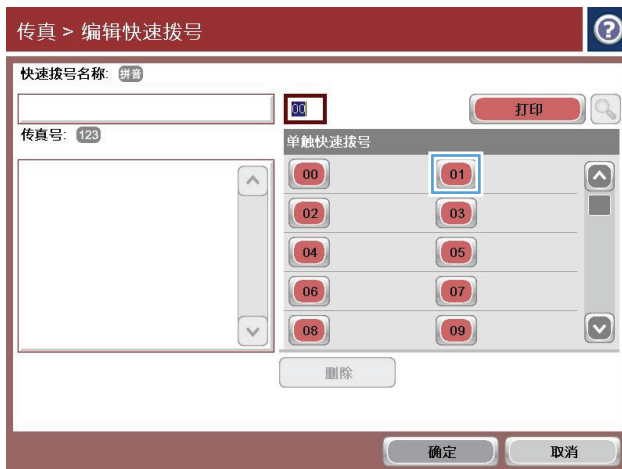 传真 > 编辑快速拨号
快速拨号名称: 拼音
00
打印
传真号: 123
单触快速拨号
00 01
02 03
04 05
06 07
08 09
删除
确定 取消